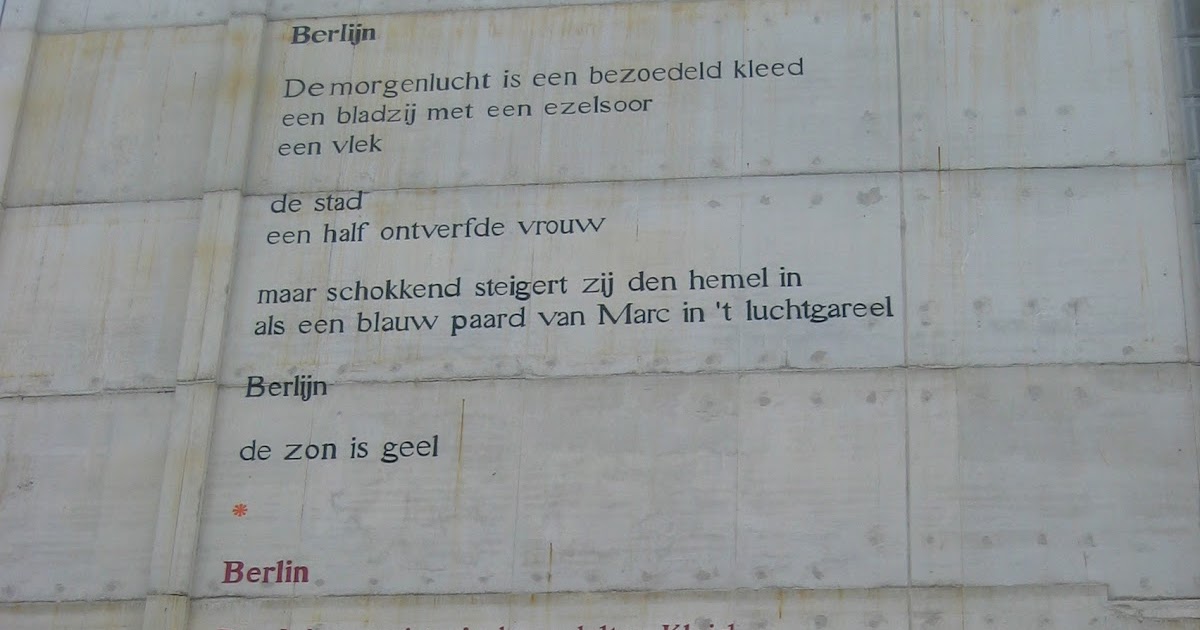 Berlijn
De morgenlucht is een bezoedeld kleed
een bladzij met een ezelsoor
een vlek
de stad
een half ontverfde vrouw
maar schokkend steigert zij den hemel in
als een blauw paard van Marc in 't luchtgareel
Berlijn
de zon is geel
*
Berlin